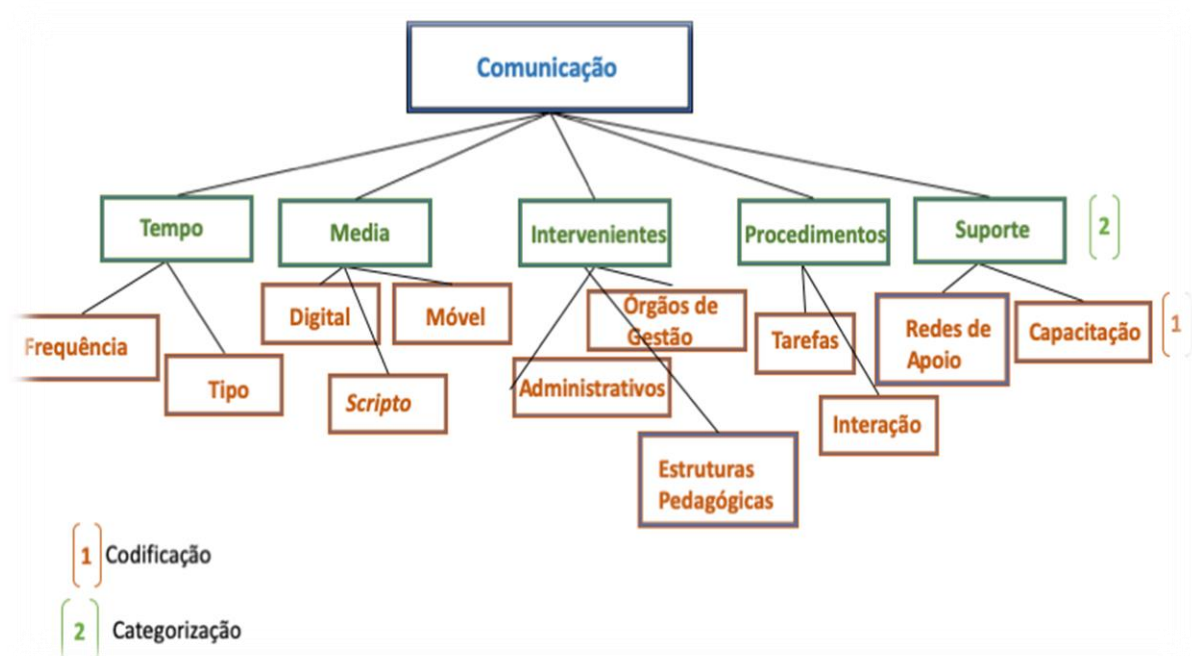 Comunicação
Tempo
Media
Intervenientes
Procedimentos
Suporte
2
Frequência
Tipo
Digital
Móvel
Scripto
Órgãos de
Gestão
Administrativos
Estruturas
Pedagógicas
Tarefas
Interação
Redes de
Apoio
Capacitação
1
1 Codificação
2 Categorização